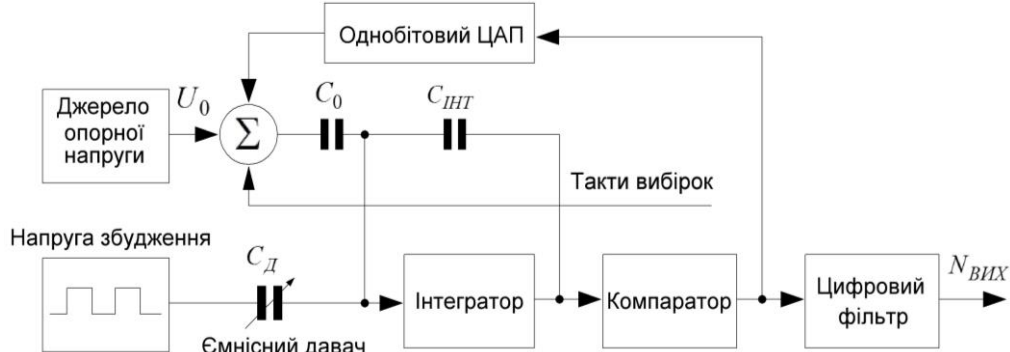 Однобітовий ЦАП
Джерело
опорної
напруги
U0
Σ
C0
CІНТ
Такти вибірок
Напруга збудження
CД
Ємнісний давач
Інтегратор
Компаратор
Цифровий
фільтр
NВИХ